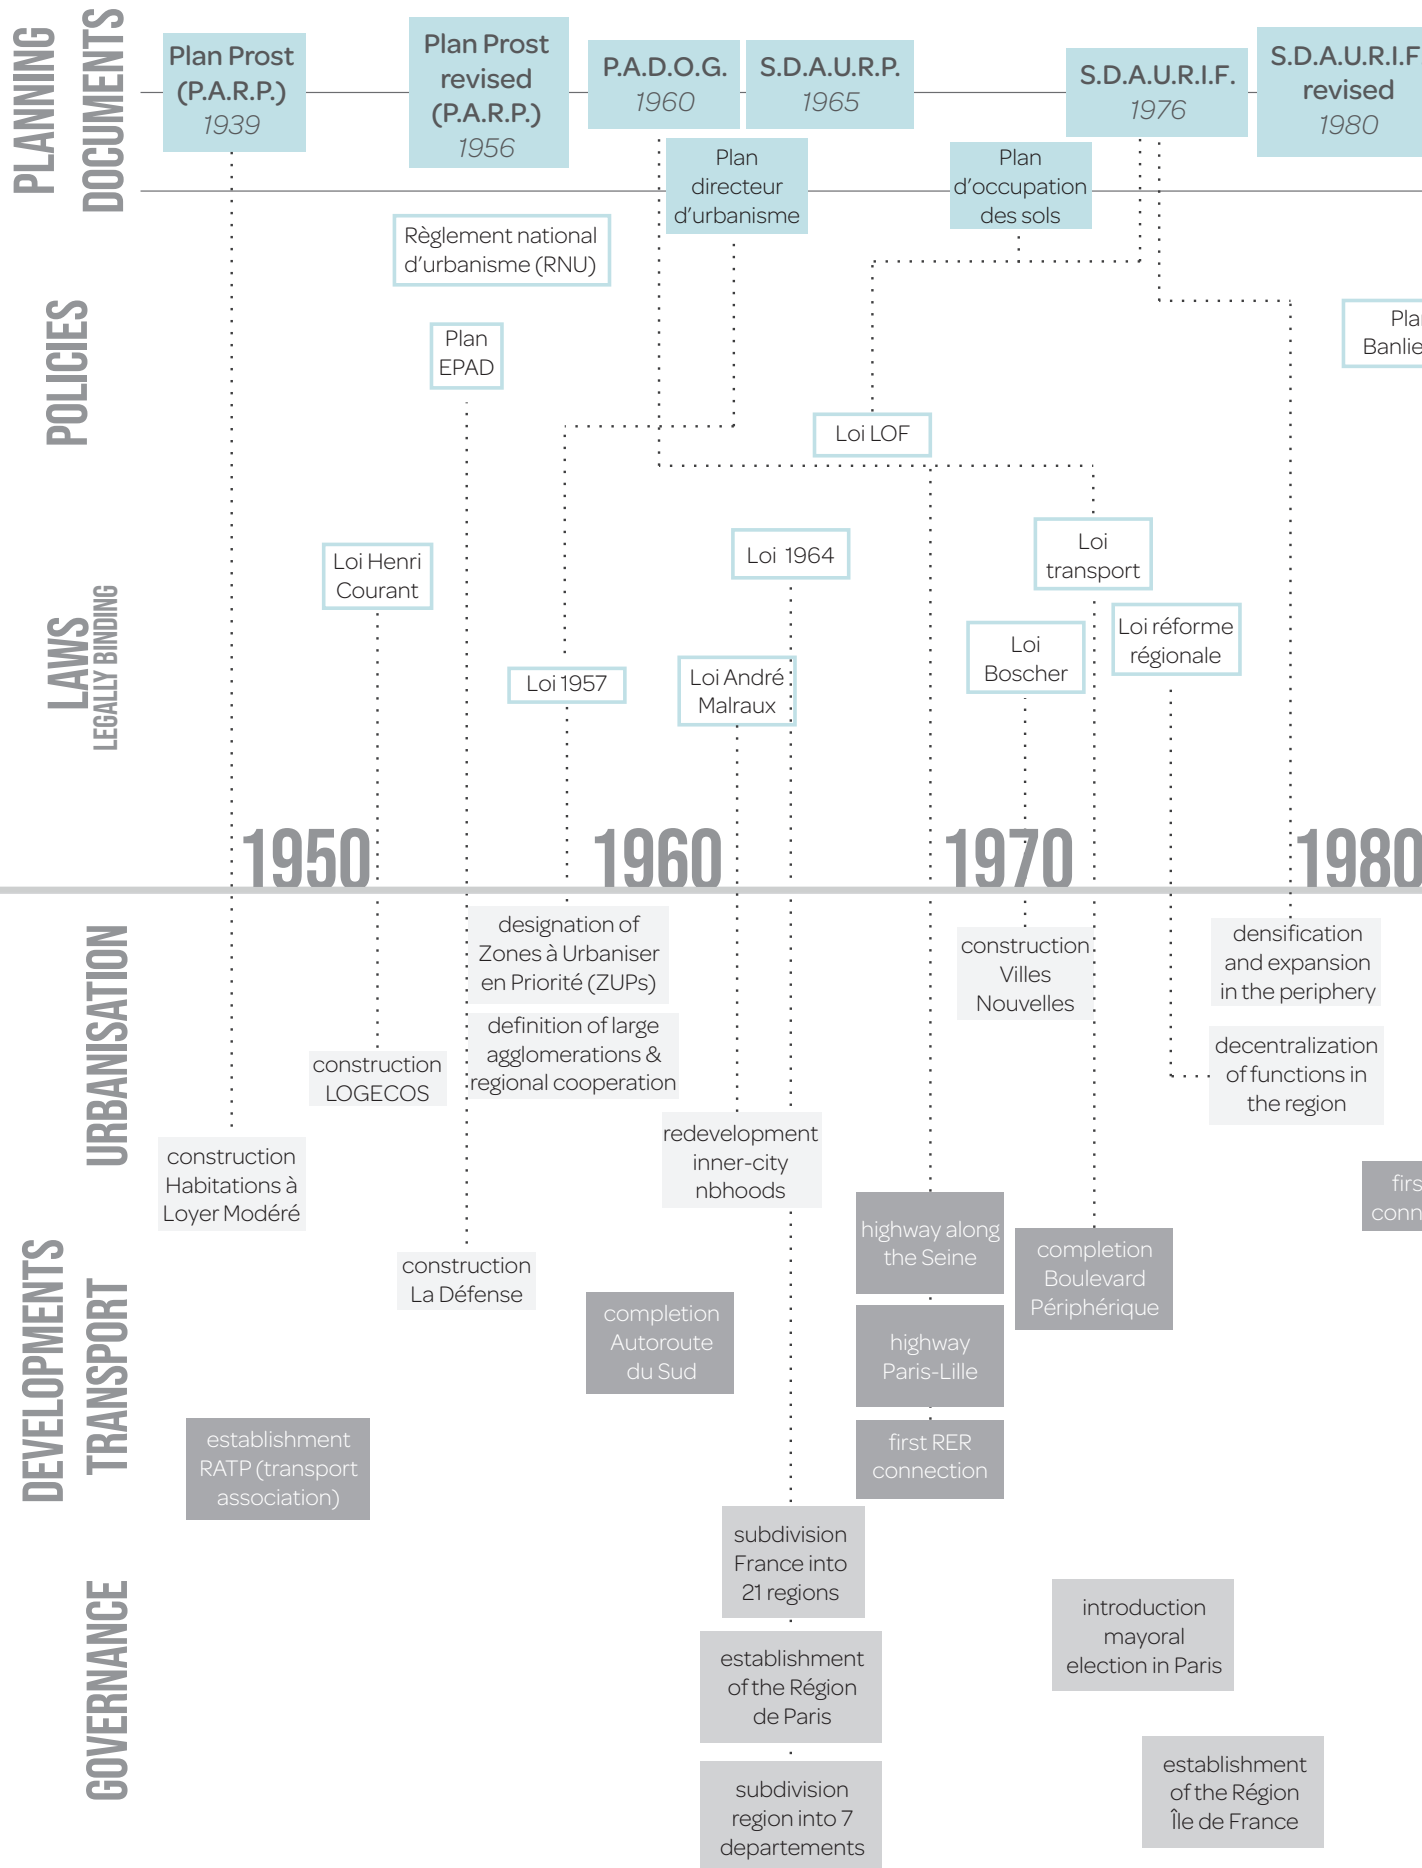 PLANNING
DOCUMENTS
Plan Prost
(P.A.R.P.)
1939
Plan Prost
revised
(P.A.R.P.)
1956
P.A.D.O.G.
1960
S.D.A.U.R.P.
1965
S.D.A.U.R.I.F.
1976
S.D.A.U.R.I.F
revised
1980
Plan
directeur
d'urbanisme
Plan
d'occupation
des sols
POLICIES
Règlement national
d'urbanisme (RNU)
Plan
EPAD
Pla
Banlie
Loi LOF
LAWS
LEGALLY BINDING
Loi Henri
Courant
Loi 1964
Loi
transport
Loi 1957
Loi André
Malraux
Loi
Boscher
Loi réforme
régionale
1950
1960
1970
1980
DEVELOPMENTS
URBANISATION
designation of
Zones à Urbaniser
en Priorité (ZUPs)
definition of large
agglomerations &
regional cooperation
construction
Villes
Nouvelles
densification
and expansion
in the periphery
decentralization
of functions in
the region
construction
LOGECOS
construction
Habitations à
Loyer Modéré
redevelopment
inner-city
nbhoods
construction
La Défense
TRANSPORT
highway along
the Seine
completion
Boulevard
Périphérique
firs
conn
completion
Autoroute
du Sud
highway
Paris-Lille
establishment
RATP (transport
association)
first RER
connection
GOVERNANCE
subdivision
France into
21 regions
establishment
of the Région
de Paris
subdivision
region into 7
departements
introduction
mayoral
election in Paris
establishment
of the Région
Île de France